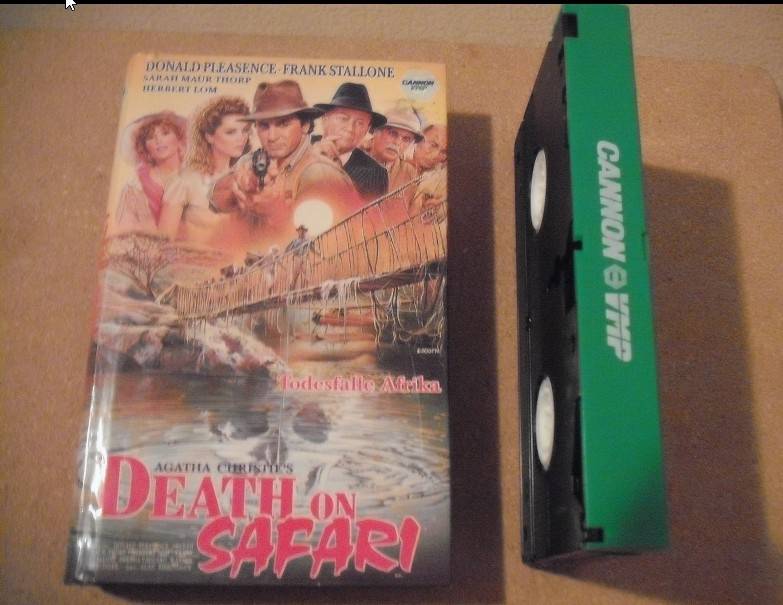 DONALD PLEASENCE-FRANK STALLONE
SARAH MAUR THORP
HERBERT LOM
CANNON
VMP
Todesfalle Afrika
AGATHA CHRISTIE'S
DEATH ON
SAFARI
CANNON VMP